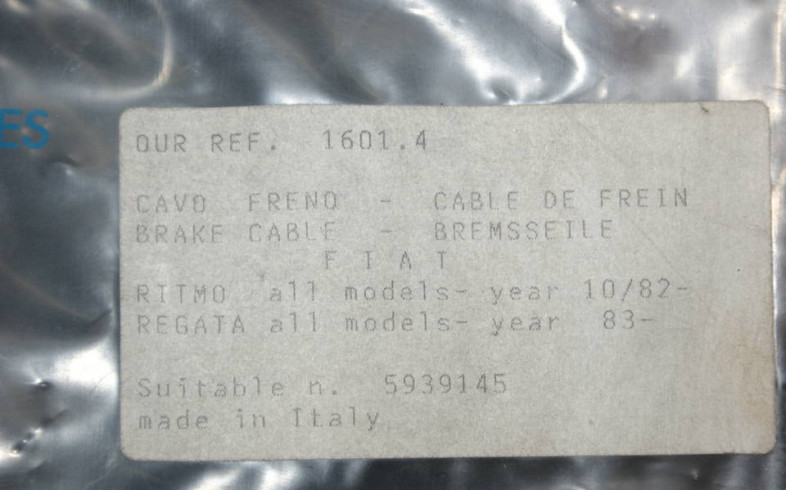 ES
OUR REF. 1601.4
CAVO FRENO - CABLE DE FREIN
BRAKE CABLE - BREMSSEILE
F I A T
RITMO all models- year 10/82-
REGATA all models- year 83-
Suitable n. 5939145
made in Italy